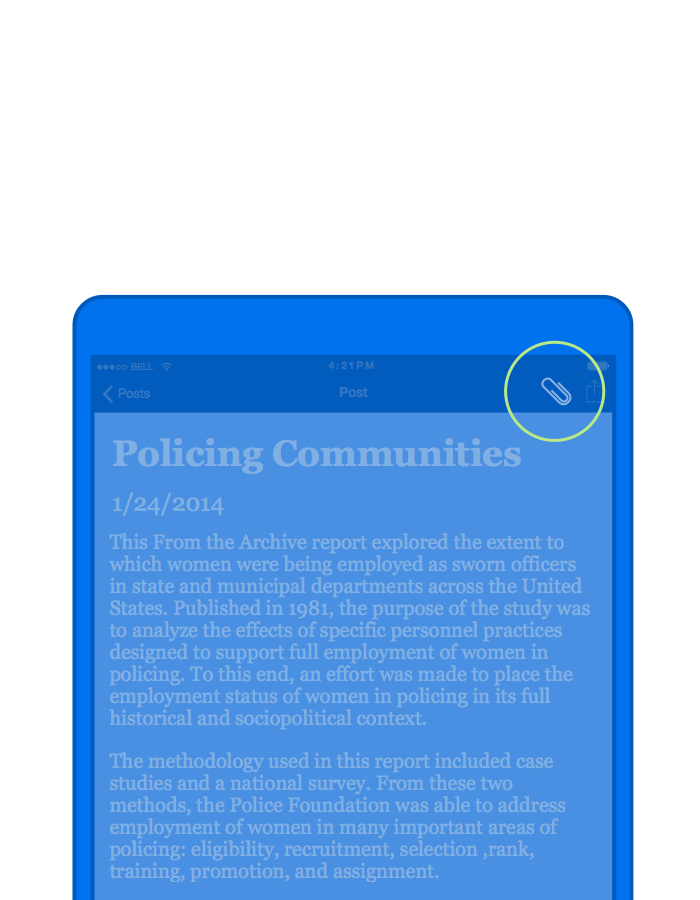 BELL
4:21PM
Posts
Post
Policing Communities
1/24/2014
This From the Archive report explored the extent to
which women were being employed as sworn officers
in state and municipal departments across the United
States. Published in 1981, the purpose of the study was
to analyze the effects of specific personnel practices
designed to support full employment of women in
policing. To this end, an effort was made to place the
employment status of women in policing in its full
historical and sociopolitical context.
The methodology used in this report included case
studies and a national survey. From these two
methods, the Police Foundation was able to address
employment of women in many important areas of
policing: eligibility, recruitment, selection ,rank,
training, promotion, and assignment.